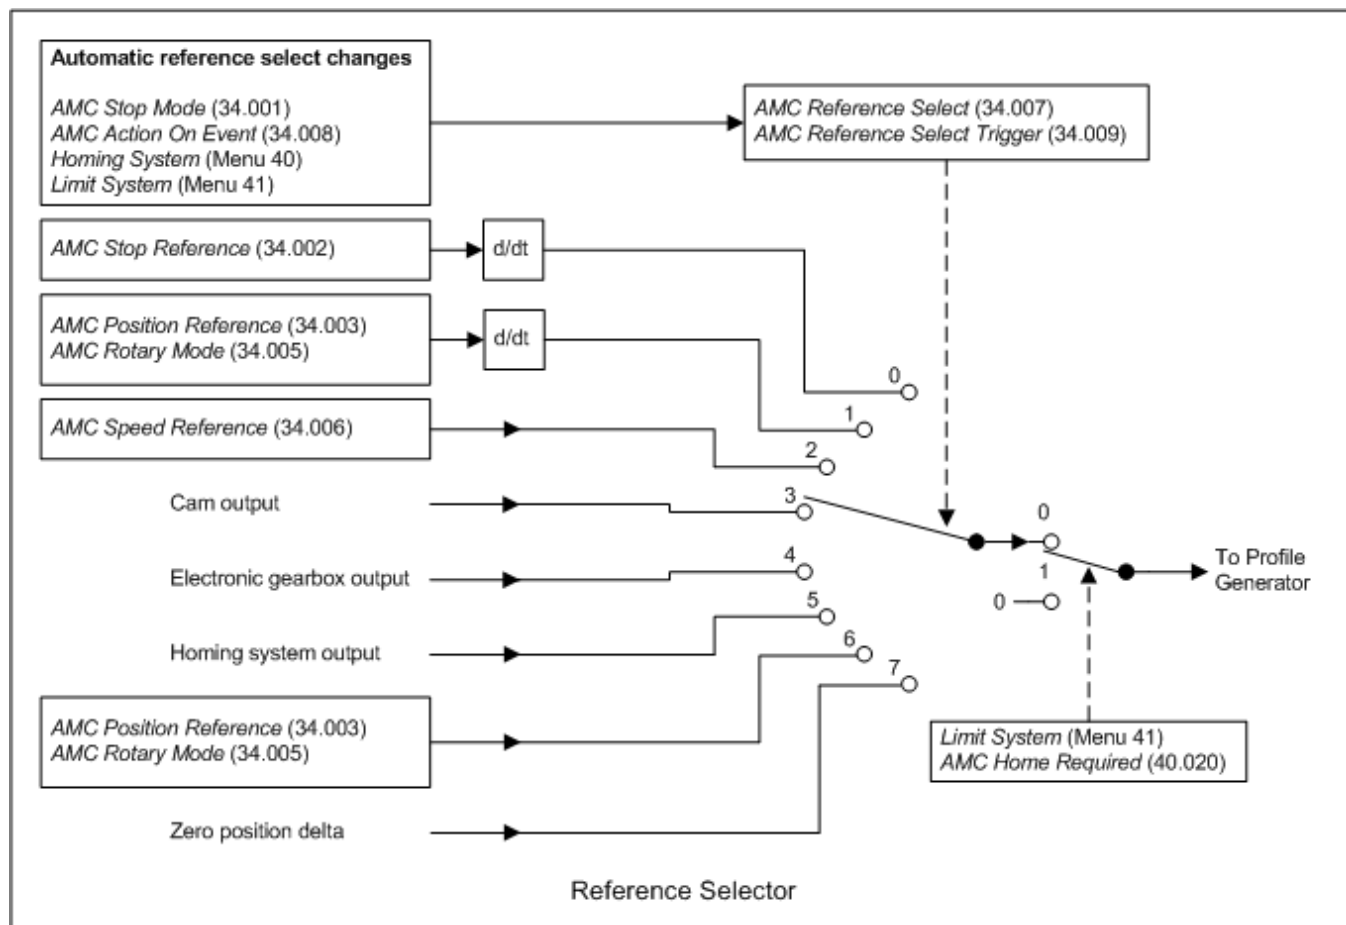 Automatic reference select changes
AMC Stop Mode (34.001)
AMC Action On Event (34.008)
Homing System (Menu 40)
Limit System (Menu 41)
AMC Reference Select (34.007)
AMC Reference Select Trigger (34.009)
AMC Stop Reference (34.002)
d/dt
AMC Position Reference (34.003)
AMC Rotary Mode (34.005)
d/dt
0
1
AMC Speed Reference (34.006)
2
Cam output
3
0
Electronic gearbox output
4
1
To Profile
Generator
0
5
Homing system output
6
7
AMC Position Reference (34.003)
AMC Rotary Mode (34.005)
Limit System (Menu 41)
AMC Home Required (40.020)
Zero position delta
Reference Selector